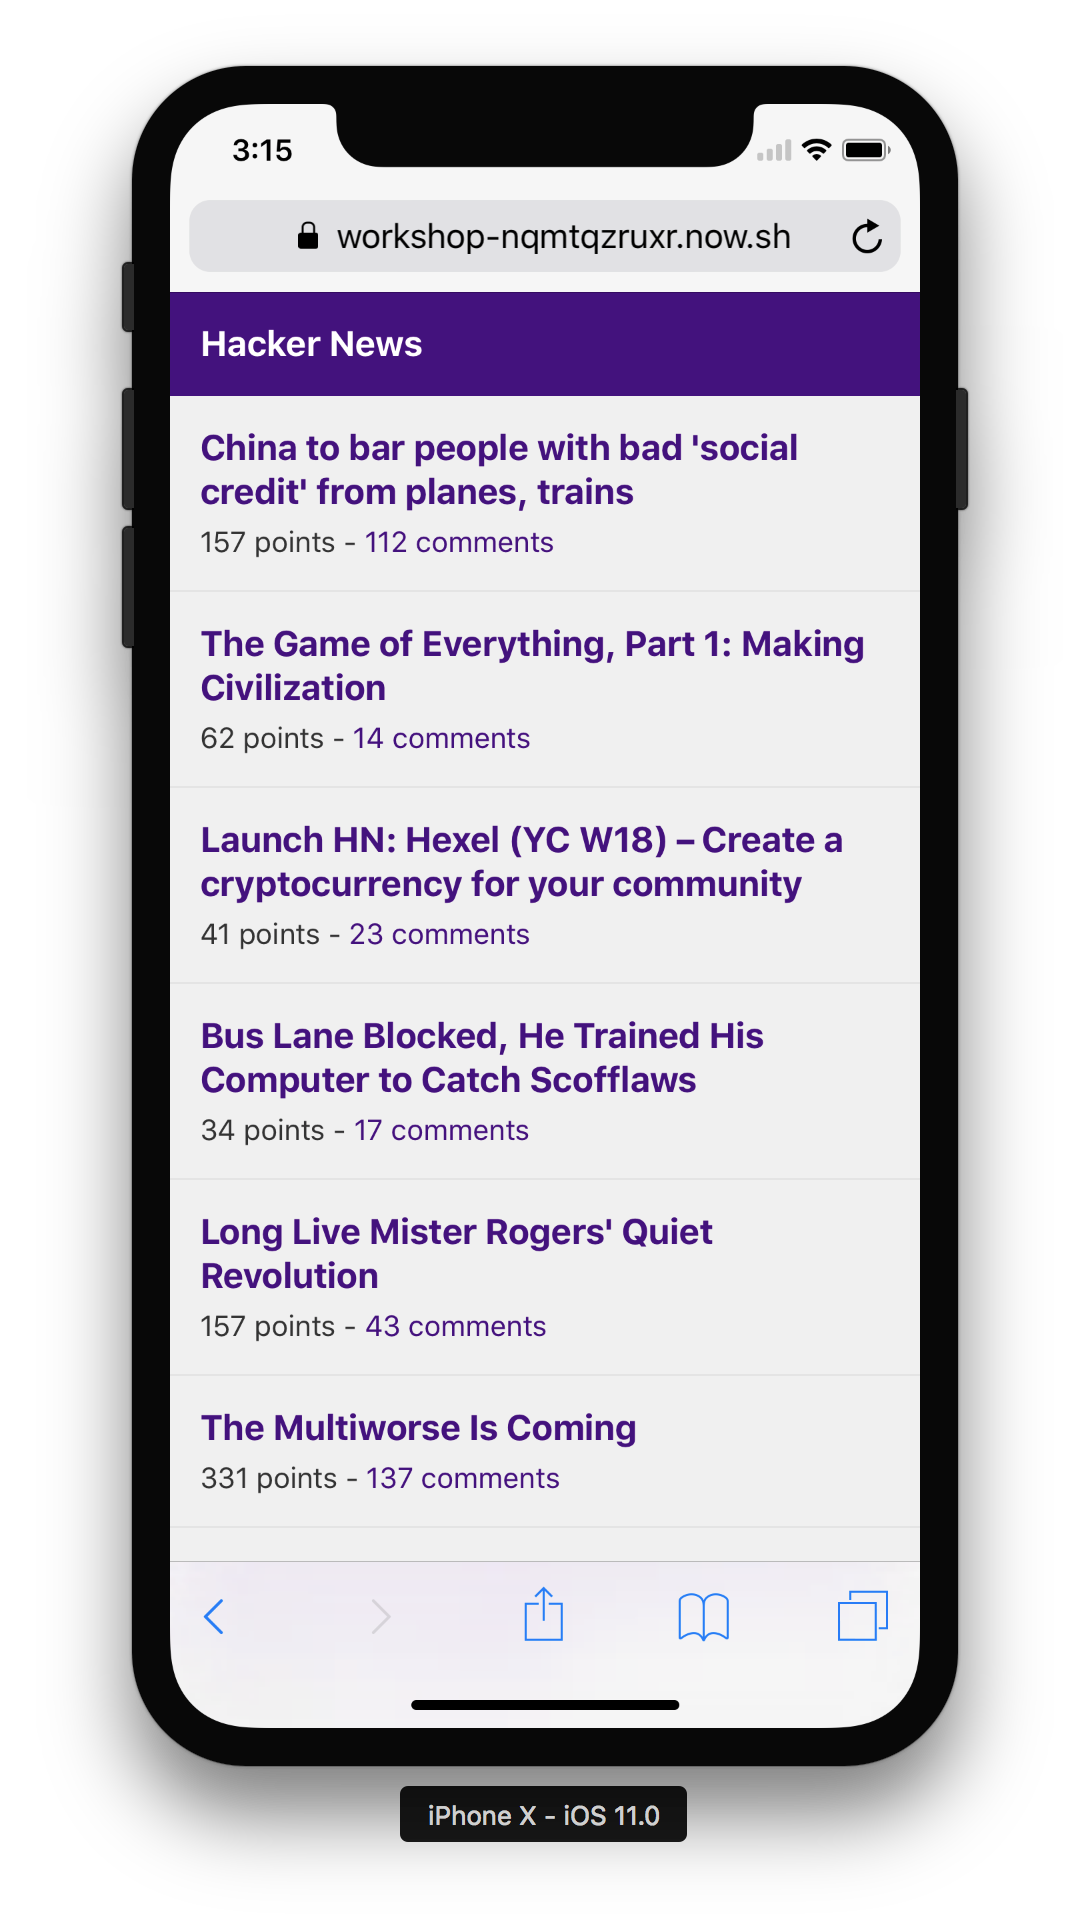 3:15
workshop-nqmtqzruxr.now.sh
Hacker News
China to bar people with bad 'social
credit' from planes, trains
157 points - 112 comments
The Game of Everything, Part 1: Making
Civilization
62 points - 14 comments
Launch HN: Hexel (YC W18) – Create a
cryptocurrency for your community
41 points - 23 comments
Bus Lane Blocked, He Trained His
Computer to Catch Scofflaws
34 points - 17 comments
Long Live Mister Rogers' Quiet
Revolution
157 points - 43 comments
The Multiworse Is Coming
331 points - 137 comments
iPhone X - iOS 11.0